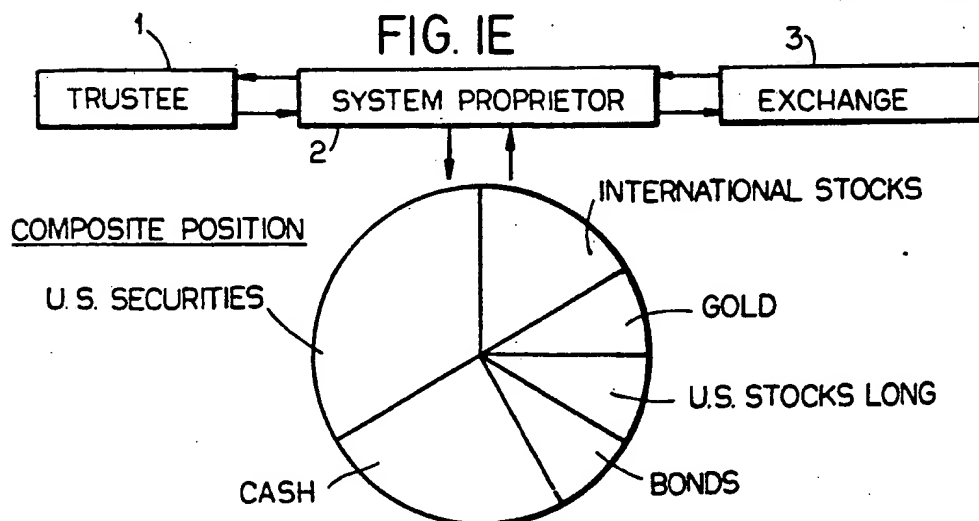 FIG. 1E
1
3
TRUSTEE
SYSTEM PROPRIETOR
EXCHANGE
2
INTERNATIONAL STOCKS
COMPOSITE POSITION
U.S. SECURITIES
GOLD
U.S. STOCKS LONG
BONDS
CASH